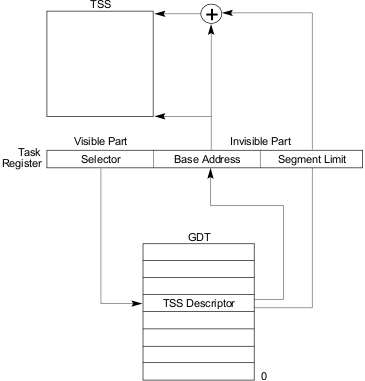 TSS
+
Visible Part
Invisible Part
Task
Register
Selector
Base Address
Segment Limit
GDT
TSS Descriptor
0